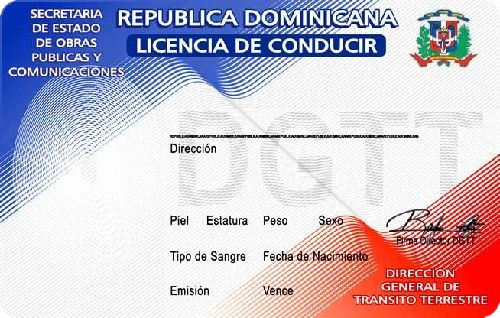 SECRETARIA
DE ESTADO
DE OBRAS
PUBLICAS Y
COMUNICACIONES
REPUBLICA DOMINICANA
LICENCIA DE CONDUCIR
Dirección
DGTT
Piel Estatura Peso Sexo
Firma Director DGTT
Tipo de Sangre Fecha de Nacimiento
Emisión Vence
DIRECCIÓN
GENERAL DE
TRANSITO TERRESTRE